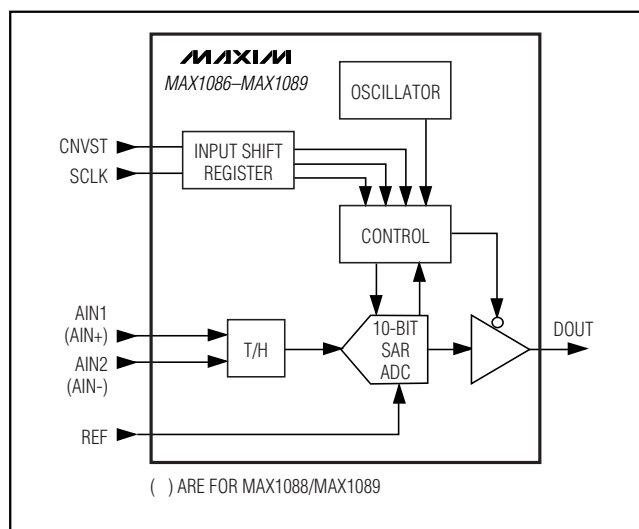 MAXIM
MAX1086–MAX1089
OSCILLATOR
CNVST
SCLK
INPUT SHIFT
REGISTER
CONTROL
AIN1
(AIN+)
AIN2
(AIN-)
T/H
10-BIT
SAR
ADC
DOUT
REF
( ) ARE FOR MAX1088/MAX1089